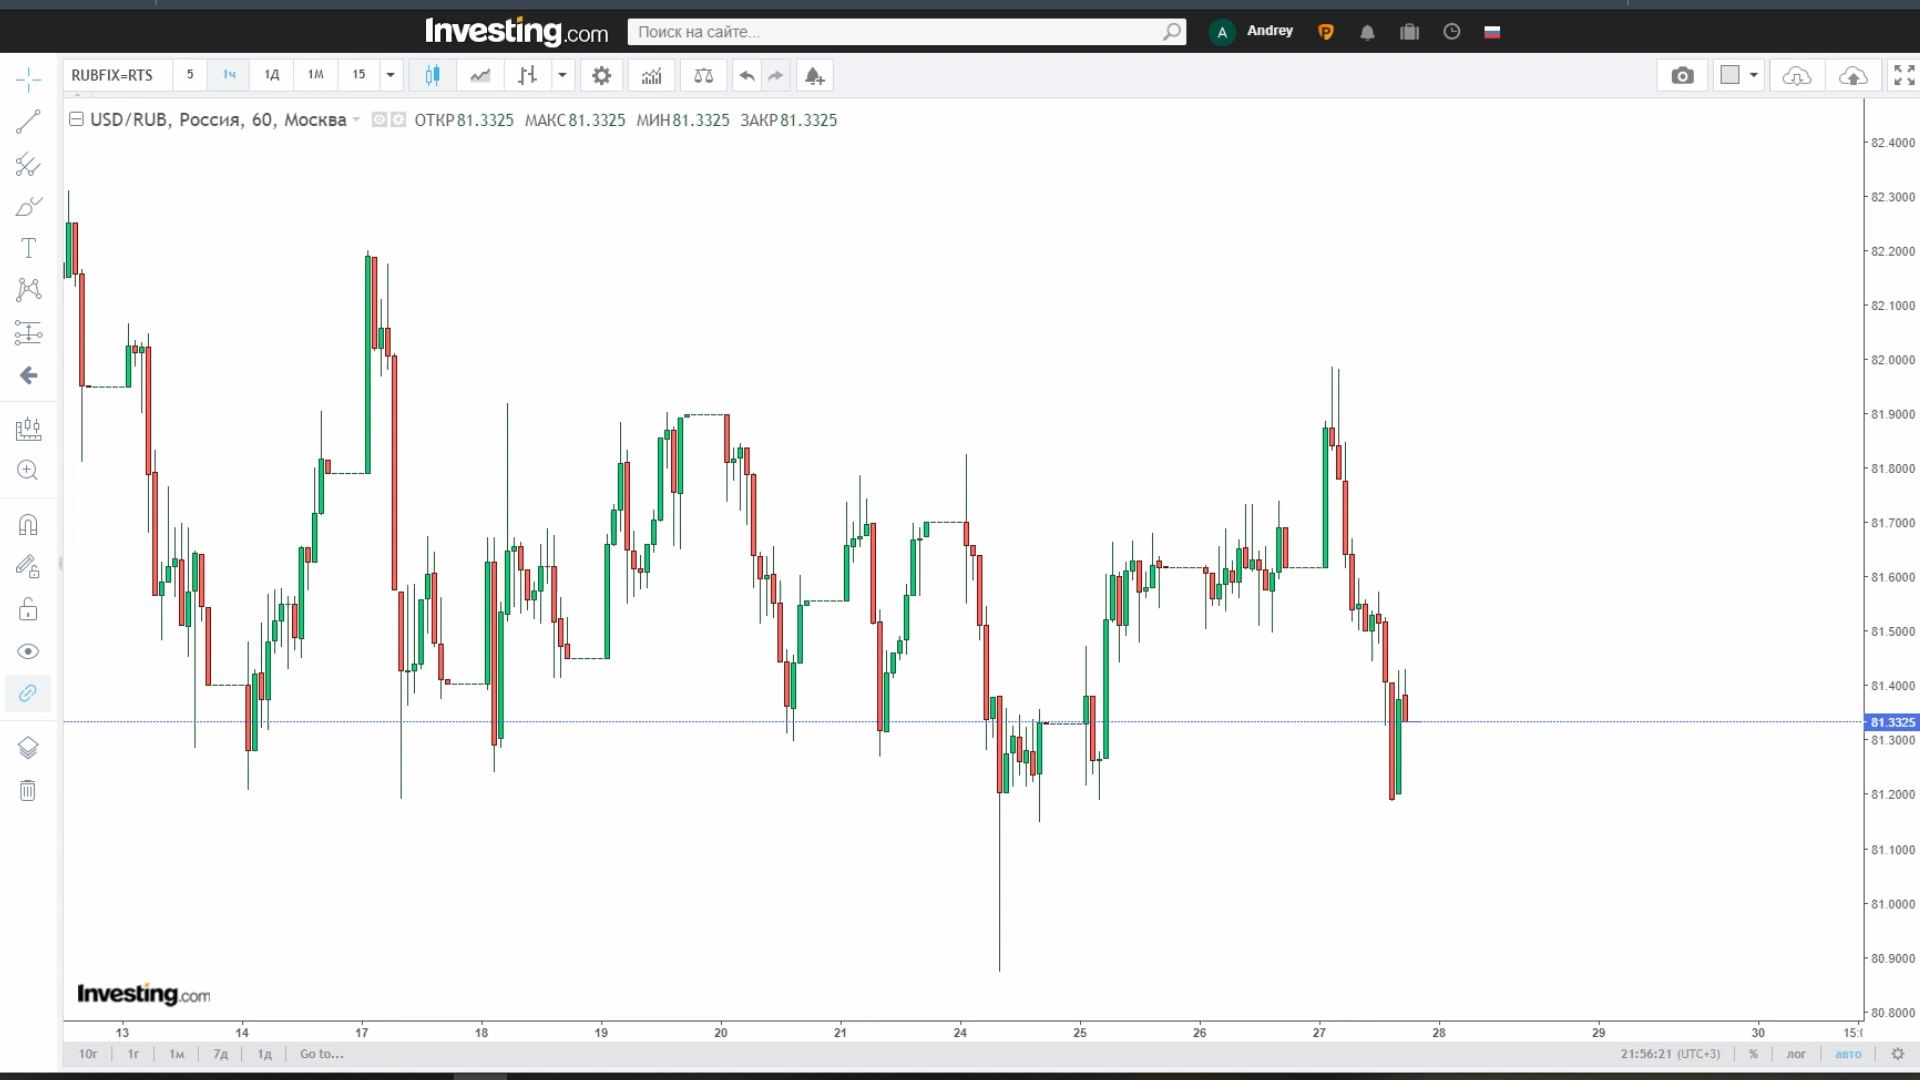 Investing.com
Поиск на сайте...
A
Andrey
RUBFIX=RTS 5 1ч 1Д 1М 15
USD/RUB, Россия, 60, Москва ОТКР 81.3325 МАКС 81.3325 МИН 81.3325 ЗАКР 81.3325
82.4000
82.3000
82.2000
82.1000
82.0000
81.9000
81.8000
81.7000
81.6000
81.5000
81.4000
81.3325
81.3000
81.2000
81.1000
81.0000
80.9000
80.8000
Investing.com
13 14 17 18 19 20 21 24 25 26 27 28 29 30
10г 1г 1м 7д 1д Go to... 21:56:21 (UTC+3) % лог авто